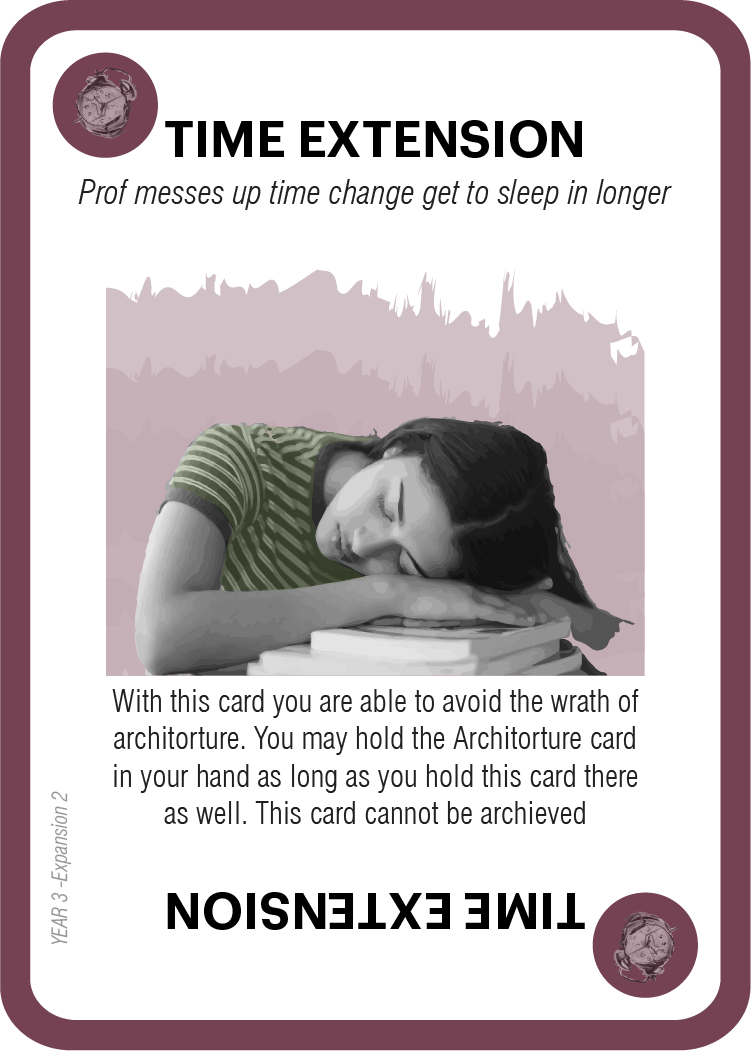 TIME EXTENSION
Prof messes up time change get to sleep in longer
With this card you are able to avoid the wrath of
architorture. You may hold the Architorture card
in your hand as long as you hold this card there
as well. This card cannot be archieved
YEAR 3 -Expansion 2
TIME EXTENSION